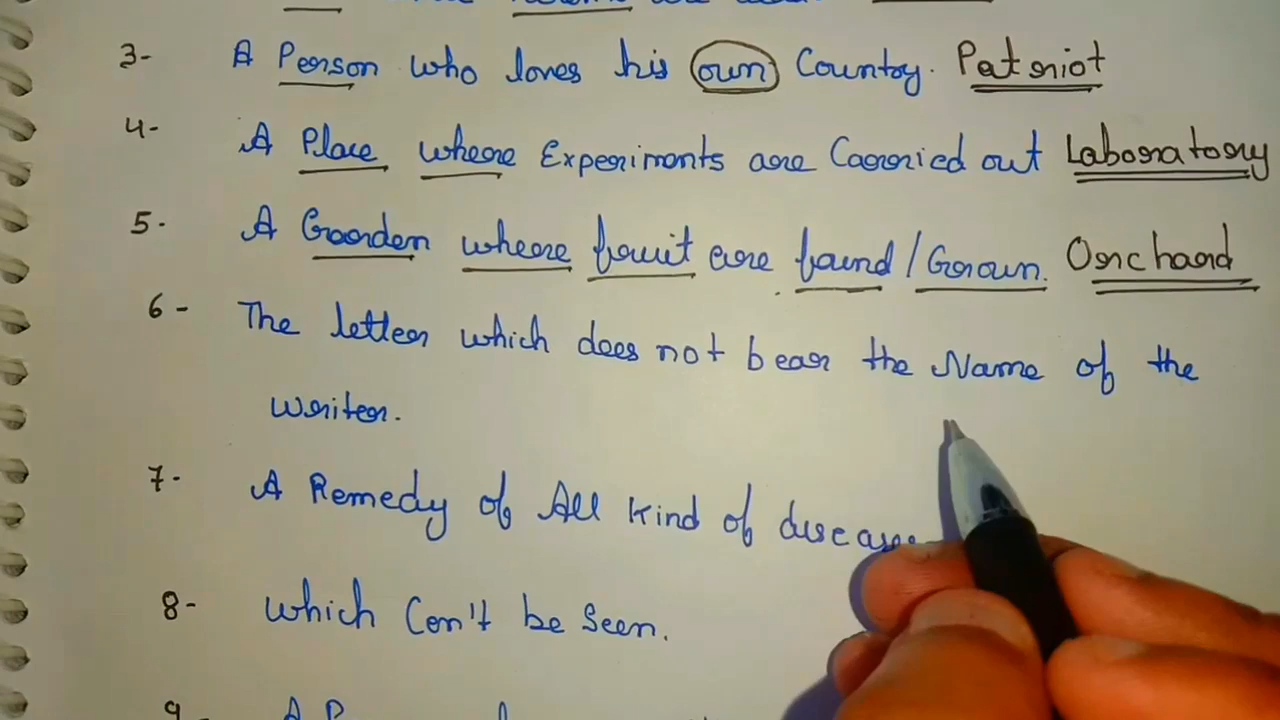 3- A Person who loves his own Country. Patriot
4- A Place where Experiments are Carried out Laboratory
5- A Garden where fruit are found / Grown. Orchard
6- The letter which does not bear the Name of the
writer.
7- A Remedy of All kind of disease
8- Which Can't be Seen.
9